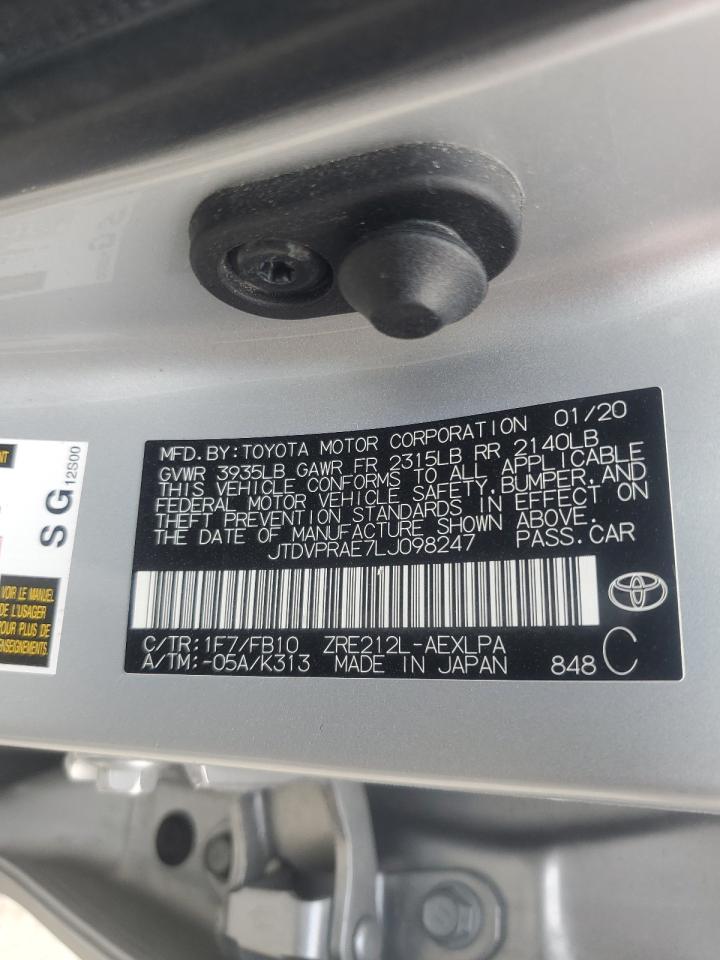 MFD.BY:TOYOTA MOTOR CORPORATION 01/20
GVWR 3935LB GAWR FR 2315LB RR 2140LB
THIS VEHICLE CONFORMS TO ALL APPLICABLE
FEDERAL MOTOR VEHICLE SAFETY,BUMPER,AND
THEFT PREVENTION STANDARDS IN EFFECT ON
THE DATE OF MANUFACTURE SHOWN ABOVE.
JTDVPRAE7LJ098247 PASS.CAR
C/TR:1F7/FB10 ZRE212L-AEXLPA
A/TM:-05A/K313 MADE IN JAPAN 848 C
SG 12S00
VOIR LE MANUEL
DE L'USAGER
POUR PLUS DE
RENSEIGNEMENTS